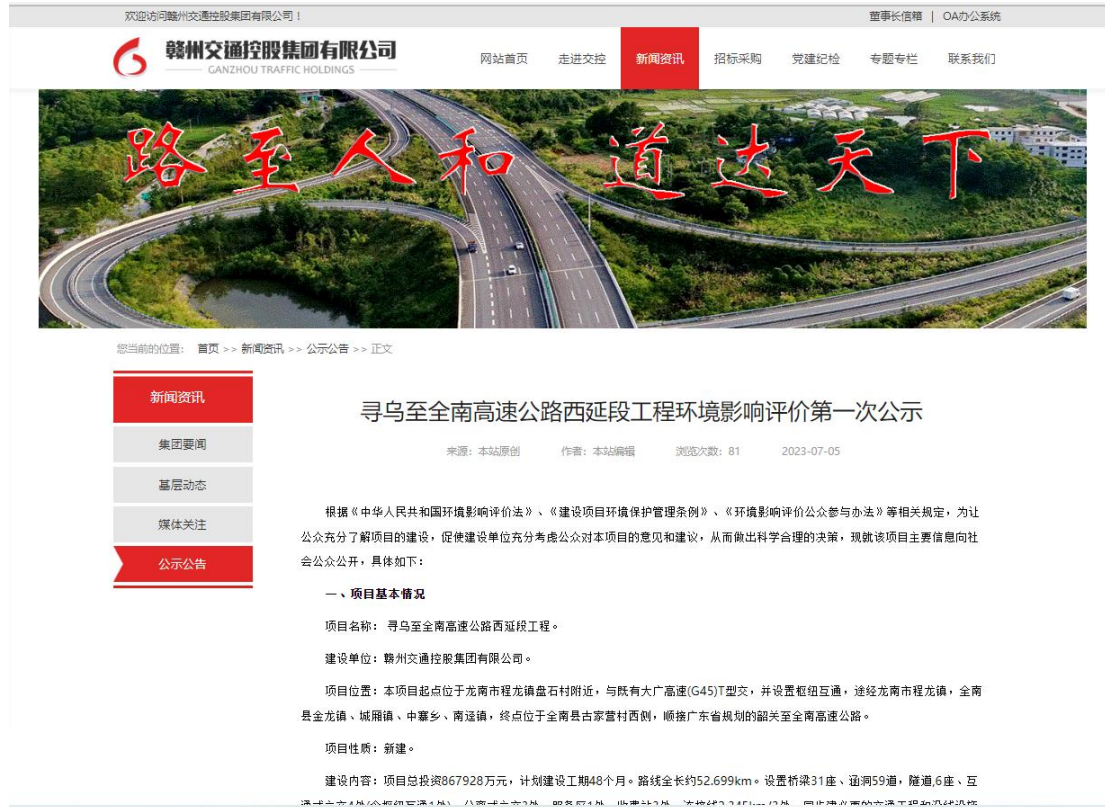 欢迎访问赣州交通控股集团有限公司！
董事长信箱 | OA办公系统
赣州交通控股集团有限公司
GANZHOU TRAFFIC HOLDINGS
网站首页 走进交控 新闻资讯 招标采购 党建纪检 专题专栏 联系我们
路至人和 道达天下
您当前的位置： 首页 >> 新闻资讯 >> 公示公告 >> 正文
新闻资讯
集团要闻
基层动态
媒体关注
公示公告
寻乌至全南高速公路西延段工程环境影响评价第一次公示
来源：本站原创 作者：本站编辑 浏览次数：81 2023-07-05
根据《中华人民共和国环境影响评价法》、《建设项目环境保护管理条例》、《环境影响评价公众参与办法》等相关规定，为让
公众充分了解项目的建设，促使建设单位充分考虑公众对本项目的意见和建议，从而做出科学合理的决策，现就该项目主要信息向社
会公众公开，具体如下：
一、项目基本情况
项目名称： 寻乌至全南高速公路西延段工程。
建设单位：赣州交通控股集团有限公司。
项目位置：本项目起点位于龙南市程龙镇盘石村附近，与既有大广高速(G45)T型交，并设置枢纽互通，途经龙南市程龙镇，全南
县金龙镇、城厢镇、中寨乡、南迳镇，终点位于全南县古家营村西侧，顺接广东省规划的韶关至全南高速公路。
项目性质：新建。
建设内容：项目总投资867928万元，计划建设工期48个月。路线全长约52.699km。设置桥梁31座、涵洞59道，隧道,6座、互